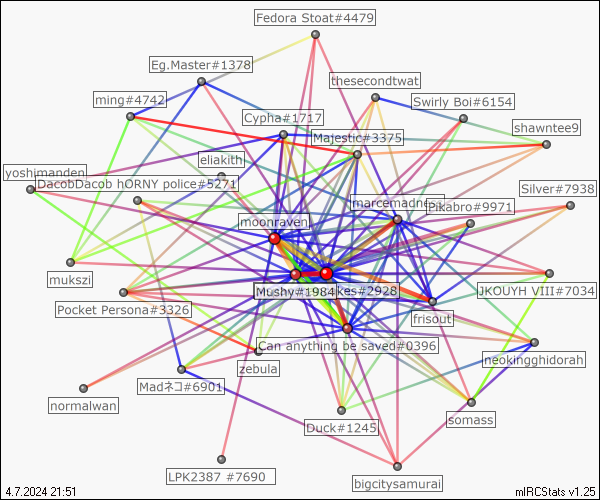 Fedora Stoat#4479
Eg.Master#1378
thesecondtwat
ming#4742
Swirly Boi#6154
Cypha#1717
shawntee9
Majestic#3375
eliakith
yoshimanden
DacobDacob hORNY police#5271
Silver#7938
marcemadne
Pikabro#9971
moonraven
mukszi
Mushy#1984
kes#2928
JKOUYH VIII#7034
Pocket Persona#3326
frisout
Can anything be saved#0396
neokingghidorah
zebula
Madネコ#6901
normalwan
somass
Duck#1245
LPK2387 #7690
bigcitysamurai
4.7.2024 21:51
mIRCStats v1.25